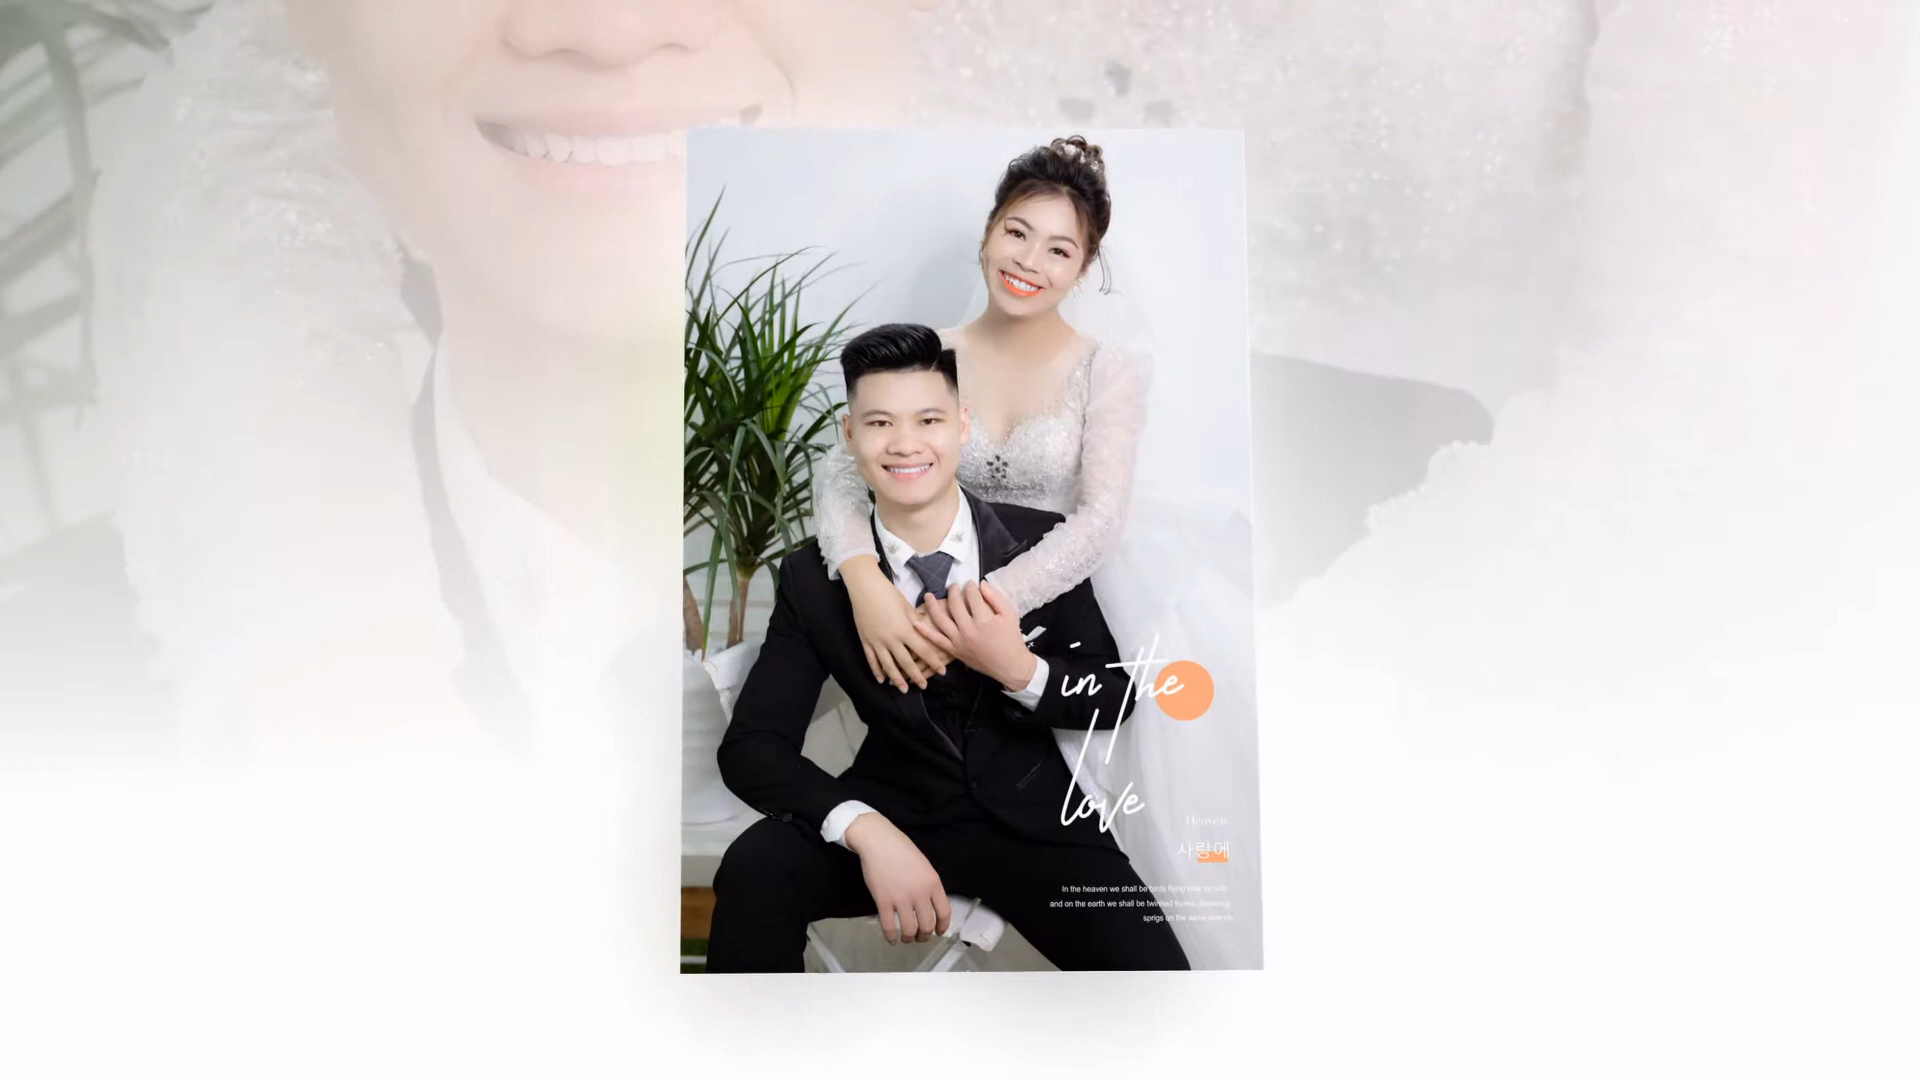 in the
love
Heaven
사랑에
In the heaven we shall be birds flying side by side,
and on the earth we shall be twinned trunks, flowering
sprigs on the same